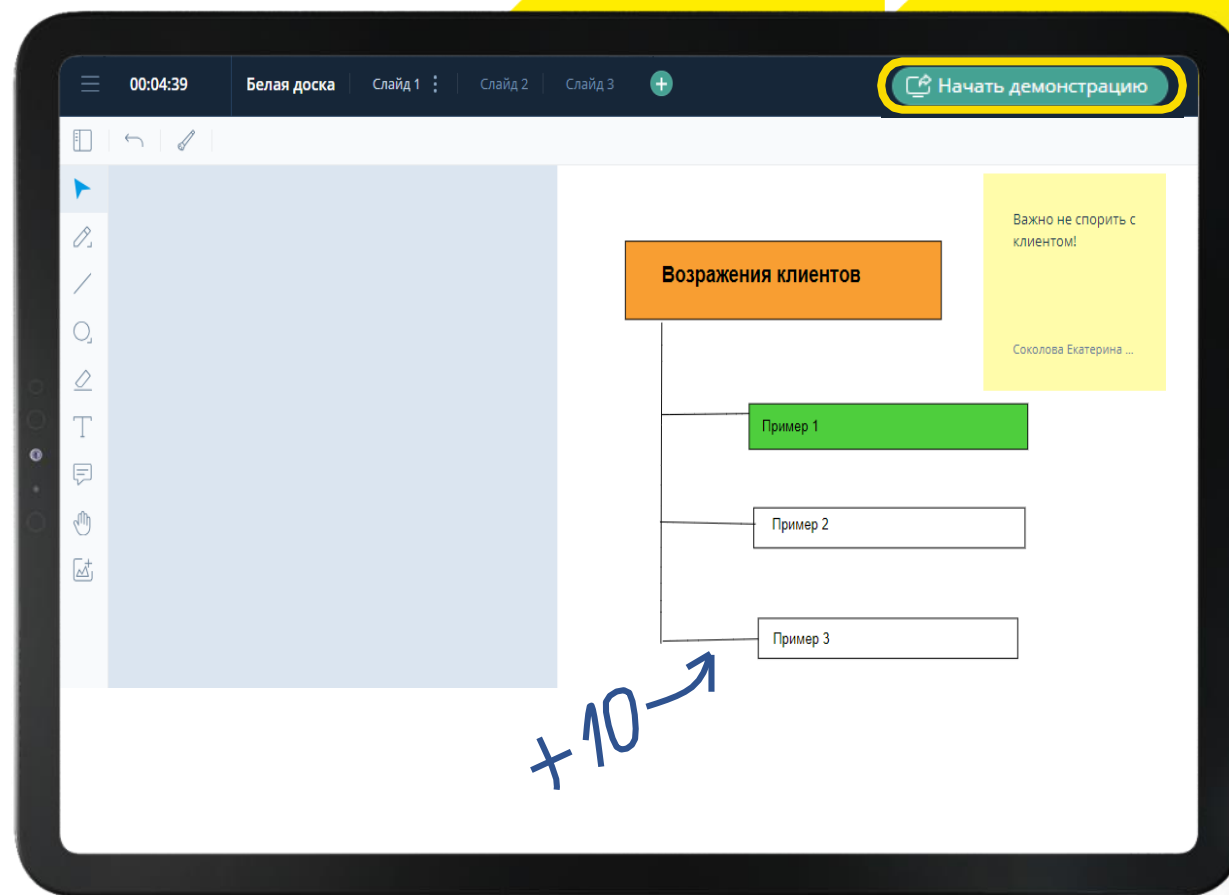 00:04:39
Белая доска
Слайд 1
Слайд 2
Слайд 3
Начать демонстрацию
Важно не спорить с
клиентом!
Соколова Екатерина ...
Возражения клиентов
Пример 1
Пример 2
Пример 3
+10